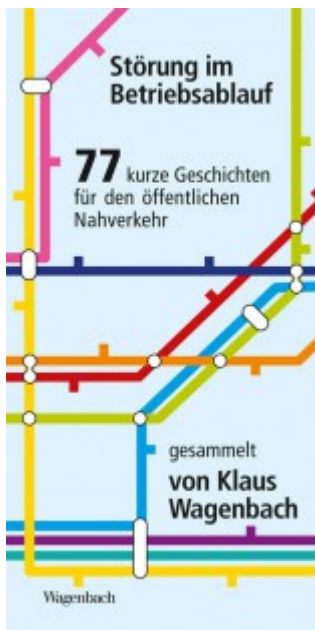 Störung im
Betriebsablauf
77 kurze Geschichten
für den öffentlichen
Nahverkehr
gesammelt
von Klaus
Wagenbach
Wagenbach